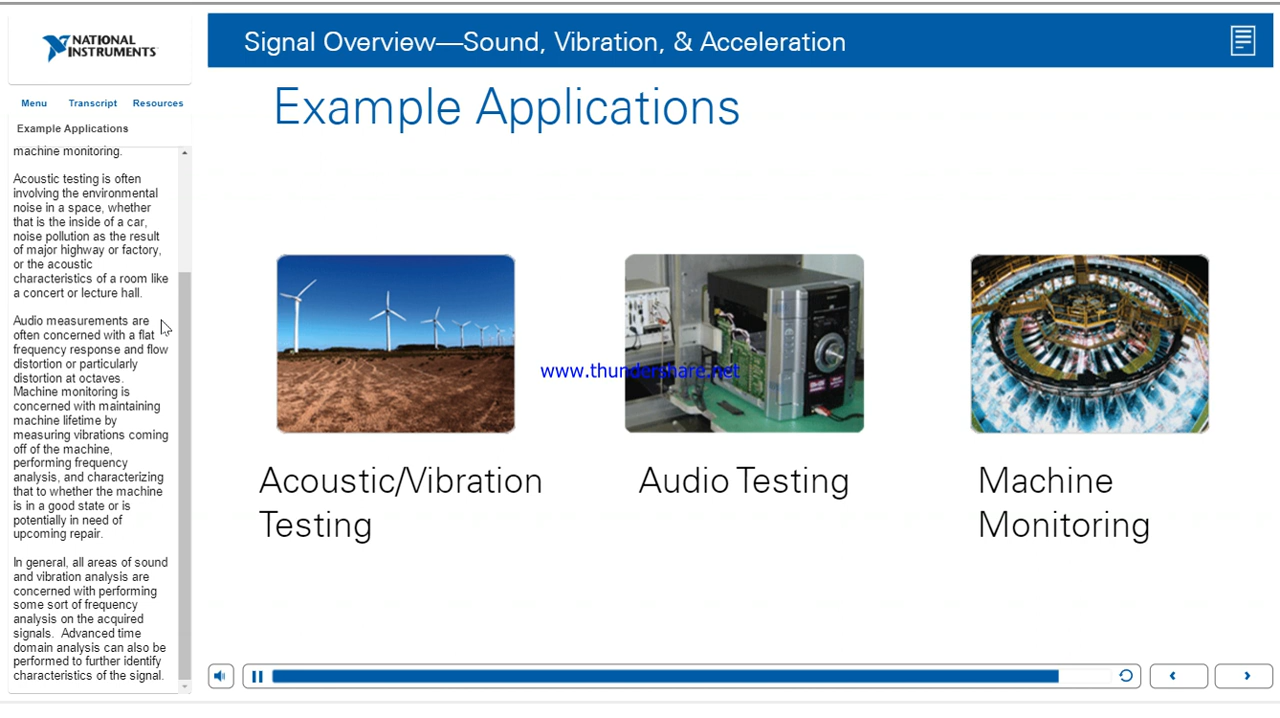 NATIONAL
INSTRUMENTS
Signal Overview—Sound, Vibration, & Acceleration
Menu
Transcript
Resources
Example Applications
machine monitoring.
Acoustic testing is often
involving the environmental
noise in a space, whether
that is the inside of a car,
noise pollution as the result
of major highway or factory,
or the acoustic
characteristics of a room like
a concert or lecture hall.
Audio measurements are
often concerned with a flat
frequency response and flow
distortion or particularly
distortion at octaves.
Machine monitoring is
concerned with maintaining
machine lifetime by
measuring vibrations coming
off of the machine,
performing frequency
analysis, and characterizing
that to whether the machine
is in a good state or is
potentially in need of
upcoming repair.
In general, all areas of sound
and vibration analysis are
concerned with performing
some sort of frequency
analysis on the acquired
signals. Advanced time
domain analysis can also be
performed to further identify
characteristics of the signal.
Example Applications
www.thundershare.net
Acoustic/Vibration
Testing
Audio Testing
Machine
Monitoring